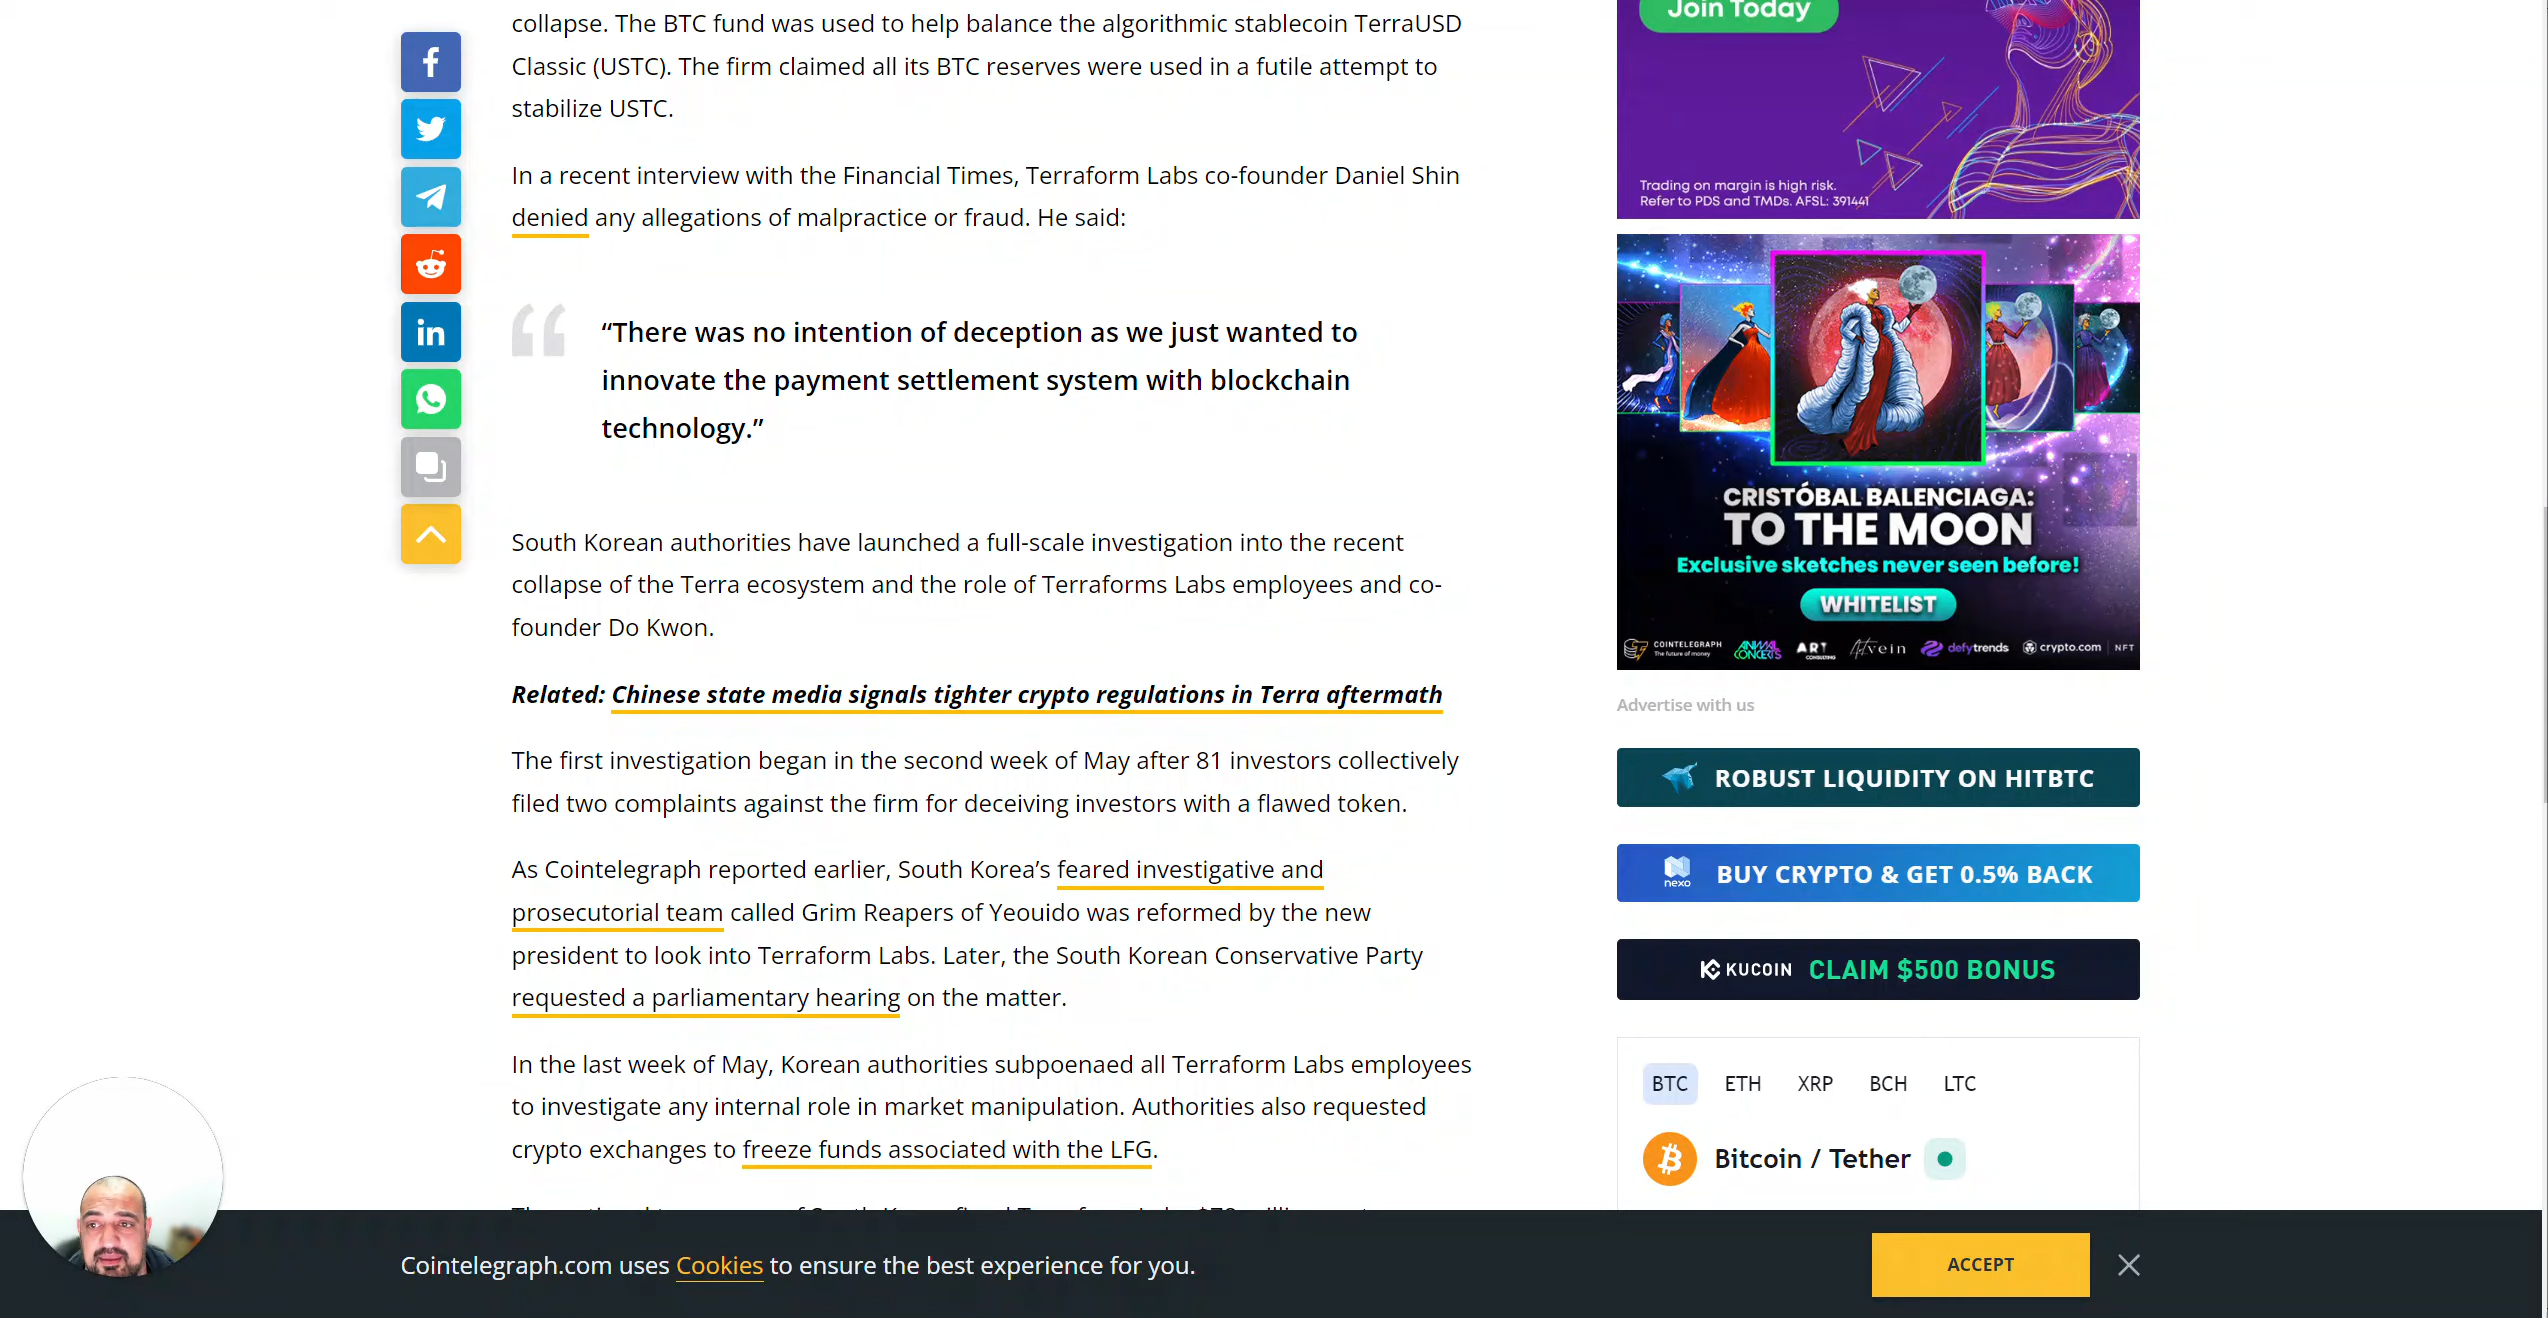 collapse. The BTC fund was used to help balance the algorithmic stablecoin TerraUSD
Classic (USTC). The firm claimed all its BTC reserves were used in a futile attempt to
stabilize USTC.
In a recent interview with the Financial Times, Terraform Labs co-founder Daniel Shin
denied any allegations of malpractice or fraud. He said:
“There was no intention of deception as we just wanted to
innovate the payment settlement system with blockchain
technology.”
South Korean authorities have launched a full-scale investigation into the recent
collapse of the Terra ecosystem and the role of Terraforms Labs employees and co-
founder Do Kwon.
Related: Chinese state media signals tighter crypto regulations in Terra aftermath
The first investigation began in the second week of May after 81 investors collectively
filed two complaints against the firm for deceiving investors with a flawed token.
As Cointelegraph reported earlier, South Korea’s feared investigative and
prosecutorial team called Grim Reapers of Yeouido was reformed by the new
president to look into Terraform Labs. Later, the South Korean Conservative Party
requested a parliamentary hearing on the matter.
In the last week of May, Korean authorities subpoenaed all Terraform Labs employees
to investigate any internal role in market manipulation. Authorities also requested
crypto exchanges to freeze funds associated with the LFG.
Join Today
Trading on margin is high risk.
Refer to PDS and TMDs. AFSL: 391441
CRISTÓBAL BALENCIAGA:
TO THE MOON
Exclusive sketches never seen before!
WHITELIST
COINTELEGRAPH
The future of money
ANIMAL
CONCERTS
ART
CONSULTING
defytrends
crypto.com | NFT
Advertise with us
ROBUST LIQUIDITY ON HITBTC
nexo
BUY CRYPTO & GET 0.5% BACK
KUCOIN CLAIM $500 BONUS
BTC ETH XRP BCH LTC
Bitcoin / Tether
Cointelegraph.com uses Cookies to ensure the best experience for you.
ACCEPT